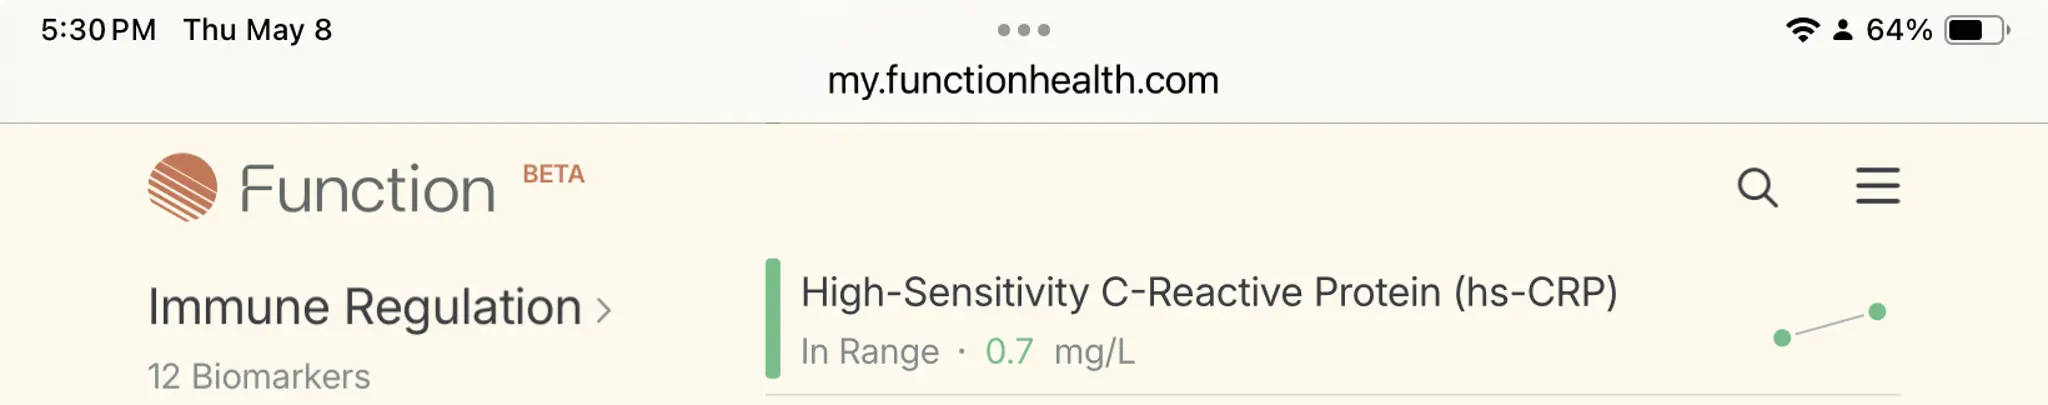 5:30 PM Thu May 8
64%
my.functionhealth.com
Function BETA
Immune Regulation
12 Biomarkers
High-Sensitivity C-Reactive Protein (hs-CRP)
In Range · 0.7 mg/L